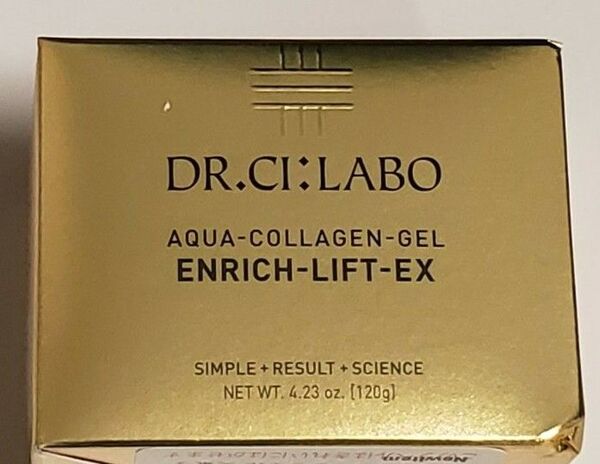 DR.CI:LABO
AQUA-COLLAGEN-GEL
ENRICH-LIFT-EX
SIMPLE+RESULT+SCIENCE
NET WT. 4.23 oz. [120g]